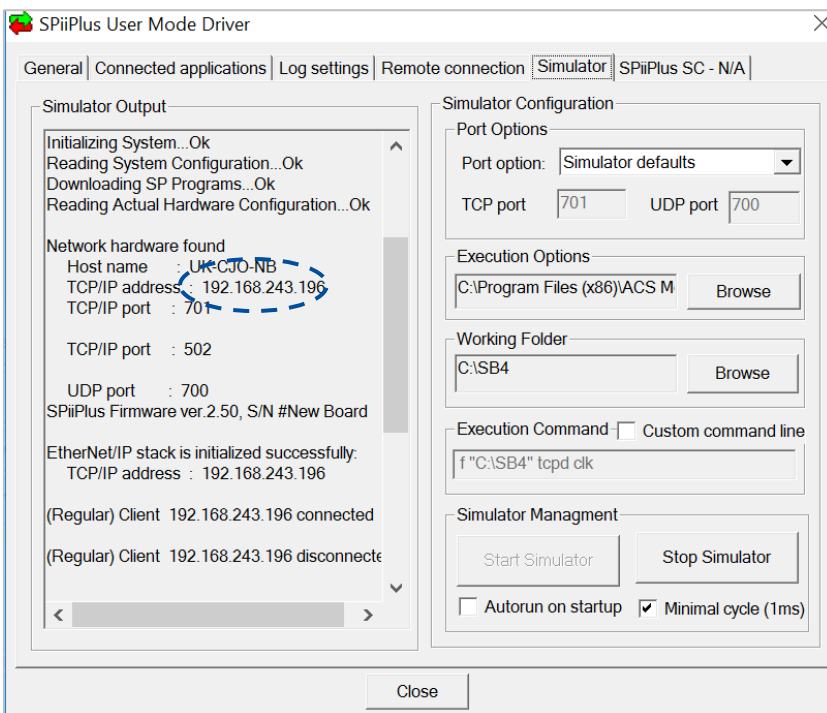 SPiiPlus User Mode Driver
General Connected applications Log settings Remote connection Simulator SPiiPlus SC - N/A
Simulator Output
Initializing System...Ok
Reading System Configuration...Ok
Downloading SP Programs...Ok
Reading Actual Hardware Configuration...Ok
Network hardware found
Host name : UK-CJO-NB
TCP/IP address : 192.168.243.196
TCP/IP port : 701
TCP/IP port : 502
UDP port : 700
SPiiPlus Firmware ver.2.50, S/N #New Board
EtherNet/IP stack is initialized successfully:
TCP/IP address : 192.168.243.196
(Regular) Client 192.168.243.196 connected
(Regular) Client 192.168.243.196 disconnecte
Simulator Configuration
Port Options
Port option: Simulator defaults
TCP port 701 UDP port 700
Execution Options
C:\Program Files (x86)\ACS M Browse
Working Folder
C:\SB4 Browse
Execution Command Custom command line
f "C:\SB4" tcpd clk
Simulator Managment
Start Simulator Stop Simulator
Autorun on startup Minimal cycle (1ms)
Close